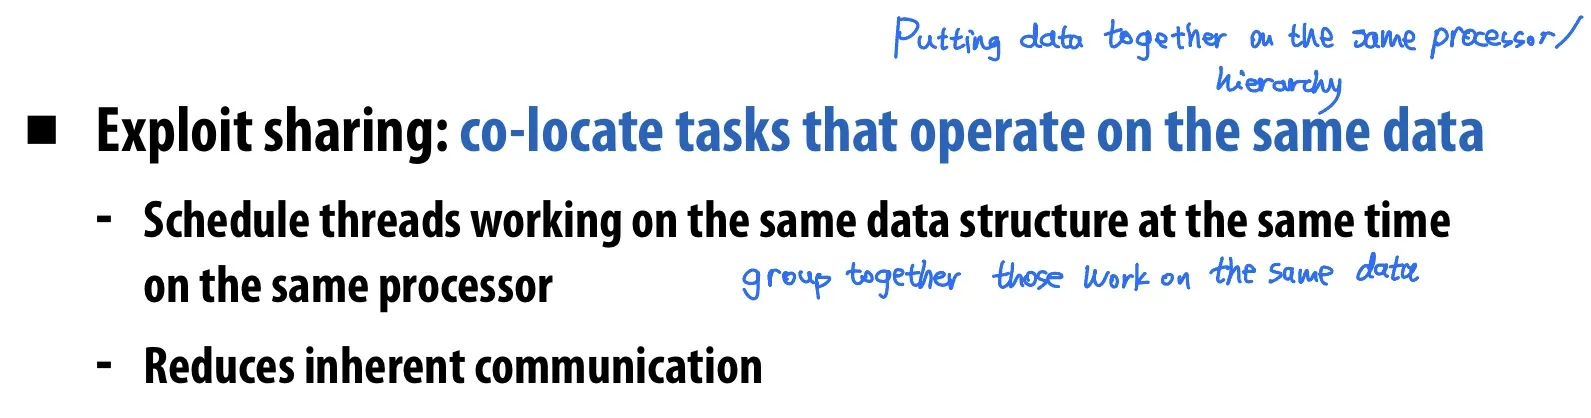 Putting data together on the same processor/
hierarchy
■ Exploit sharing: co-locate tasks that operate on the same data
- Schedule threads working on the same data structure at the same time
on the same processor
group together those work on the same data
- Reduces inherent communication